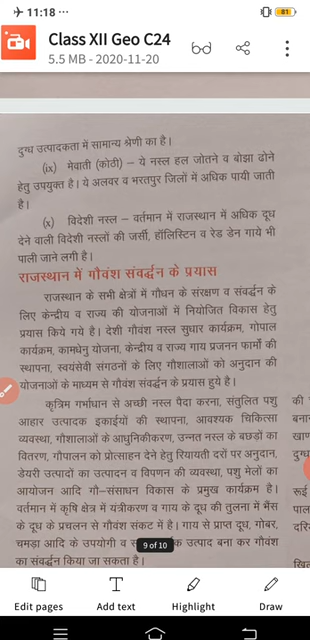 11:18
81
Class XII Geo C24
5.5 MB - 2020-11-20
दुग्ध उत्पादकता में सामान्य श्रेणी का है।
(ix) मेवाती (कोठी) – ये नस्ल हल जोतने व बोझा ढोने
हेतु उपयुक्त है। ये अलवर व भरतपुर जिलों में अधिक पायी जाती
है।
(x) विदेशी नस्ल – वर्तमान में राजस्थान में अधिक दूध
देने वाली विदेशी नस्लों की जर्सी, हॉलिस्टिन व रेड डेन गाये भी
पाली जाने लगी है।
राजस्थान में गौवंश संवर्द्धन के प्रयास
राजस्थान के सभी क्षेत्रों में गौधन के संरक्षण व संवर्द्धन के
लिए केन्द्रीय व राज्य की योजनाओं में नियोजित विकास हेतु
प्रयास किये गये है। देशी गौवंश नस्ल सुधार कार्यक्रम, गोपाल
कार्यक्रम, कामधेनु योजना, केन्द्रीय व राज्य गाय प्रजनन फार्मो की
स्थापना, स्वयंसेवी संगठनों के लिए गौशालाओं को अनुदान की
योजनाओं के माध्यम से गौवंश संवर्द्धन के प्रयास हुये है।
कृत्रिम गर्भाधान से अच्छी नस्ल पैदा करना, संतुलित पशु
आहार उत्पादक इकाईयों की स्थापना, आवश्यक चिकित्सा
व्यवस्था, गौशालाओं के आधुनिकीकरण, उन्नत नस्ल के बछडों का
वितरण, गौपालन को प्रोत्साहन देने हेतु रियायती दरों पर अनुदान,
डेयरी उत्पादों का उत्पादन व विपणन की व्यवस्था, पशु मेलों का
आयोजन आदि गौ–संसाधन विकास के प्रमुख कार्यक्रम है।
वर्तमान में कृषि क्षेत्र में यंत्रीकरण व गाय के दूध की तुलना में भैंस
के दूध के प्रचलन से गौवंश संकट में है। गाय से प्राप्त दूध, गोबर,
चमड़ा आदि के उपयोगी व उत्पाद बना कर गौवंश
का संवर्द्धन किया जा सकता है।
की
दुग्ध
रूई
पाल
9 of 10
Edit pages
Add text
Highlight
Draw